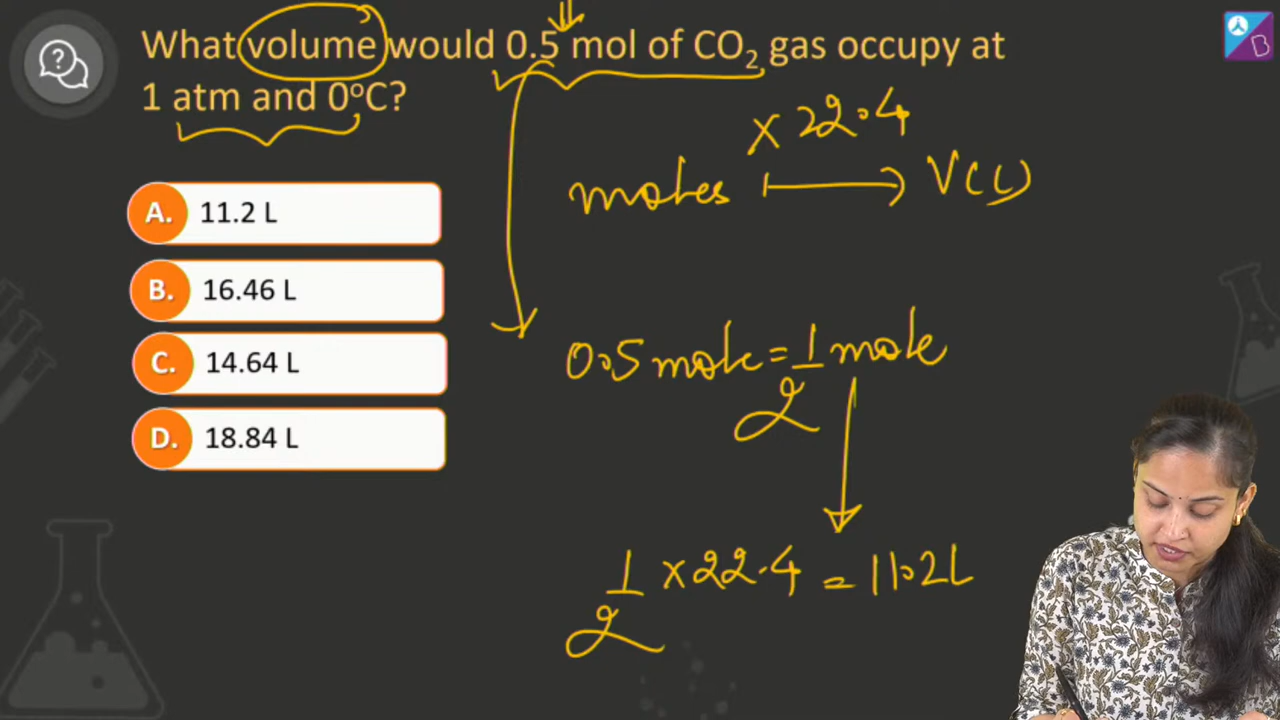 What volume would 0.5 mol of CO₂ gas occupy at
1 atm and 0°C?
× 22.4
moles ⟼ V(L)
A. 11.2 L
B. 16.46 L
C. 14.64 L
D. 18.84 L
0.5 mole = 1/2 mole
1/2 × 22.4 = 11.2L